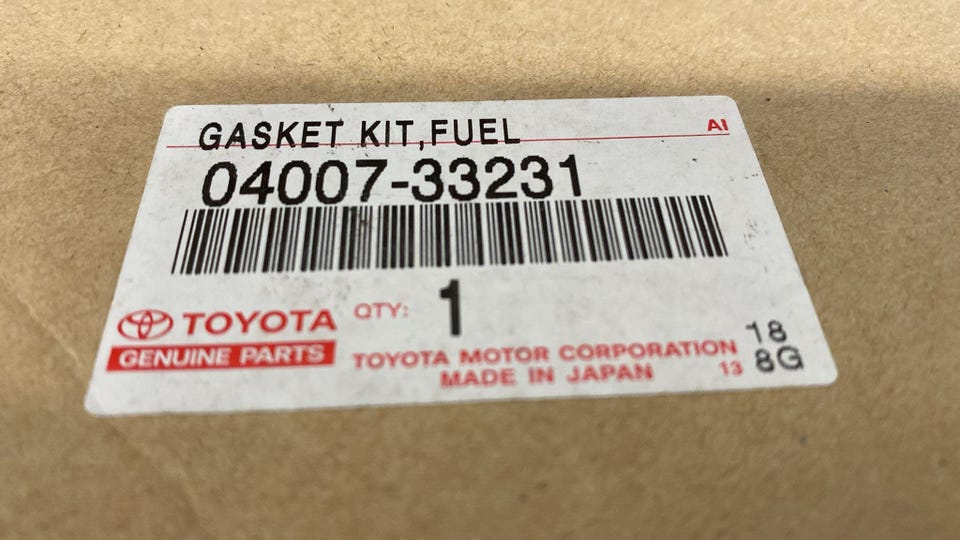 GASKET KIT,FUEL
AI
04007-33231
TOYOTA
QTY: 1
GENUINE PARTS
TOYOTA MOTOR CORPORATION
MADE IN JAPAN
13
18
8G